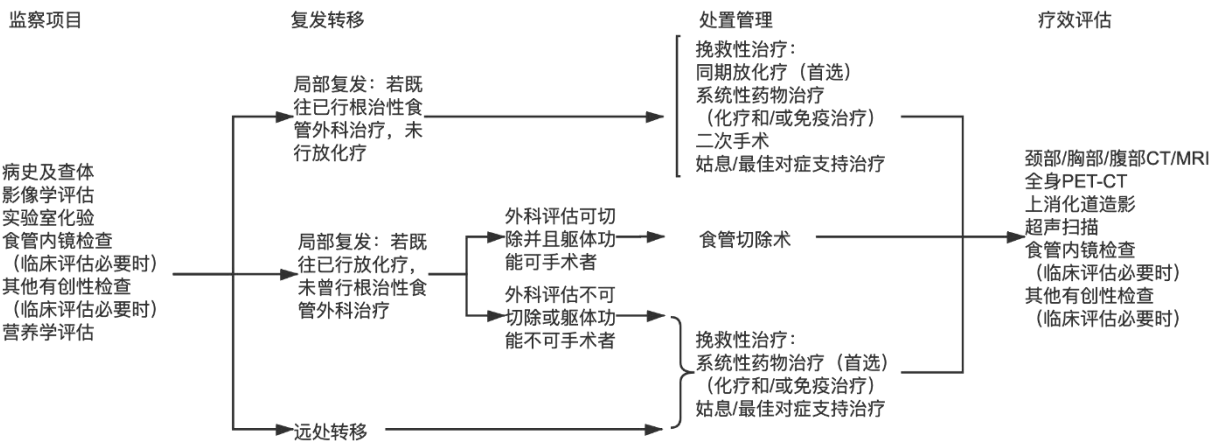 监察项目
复发转移
处置管理
疗效评估
病史及查体
影像学评估
实验室化验
食管内镜检查
（临床评估必要时）
其他有创性检查
（临床评估必要时）
营养学评估
局部复发：若既
往已行根治性食
管外科治疗，未
行放化疗
局部复发：若既
往已行放化疗，
未曾行根治性食
管外科治疗
远处转移
外科评估可切
除并且躯体功
能可手术者
外科评估不可
切除或躯体功
能不可手术者
挽救性治疗：
同期放化疗（首选）
系统性药物治疗
（化疗和/或免疫治疗）
二次手术
姑息/最佳对症支持治疗
食管切除术
挽救性治疗：
系统性药物治疗（首选）
（化疗和/或免疫治疗）
姑息/最佳对症支持治疗
颈部/胸部/腹部CT/MRI
全身PET-CT
上消化道造影
超声扫描
食管内镜检查
（临床评估必要时）
其他有创性检查
（临床评估必要时）